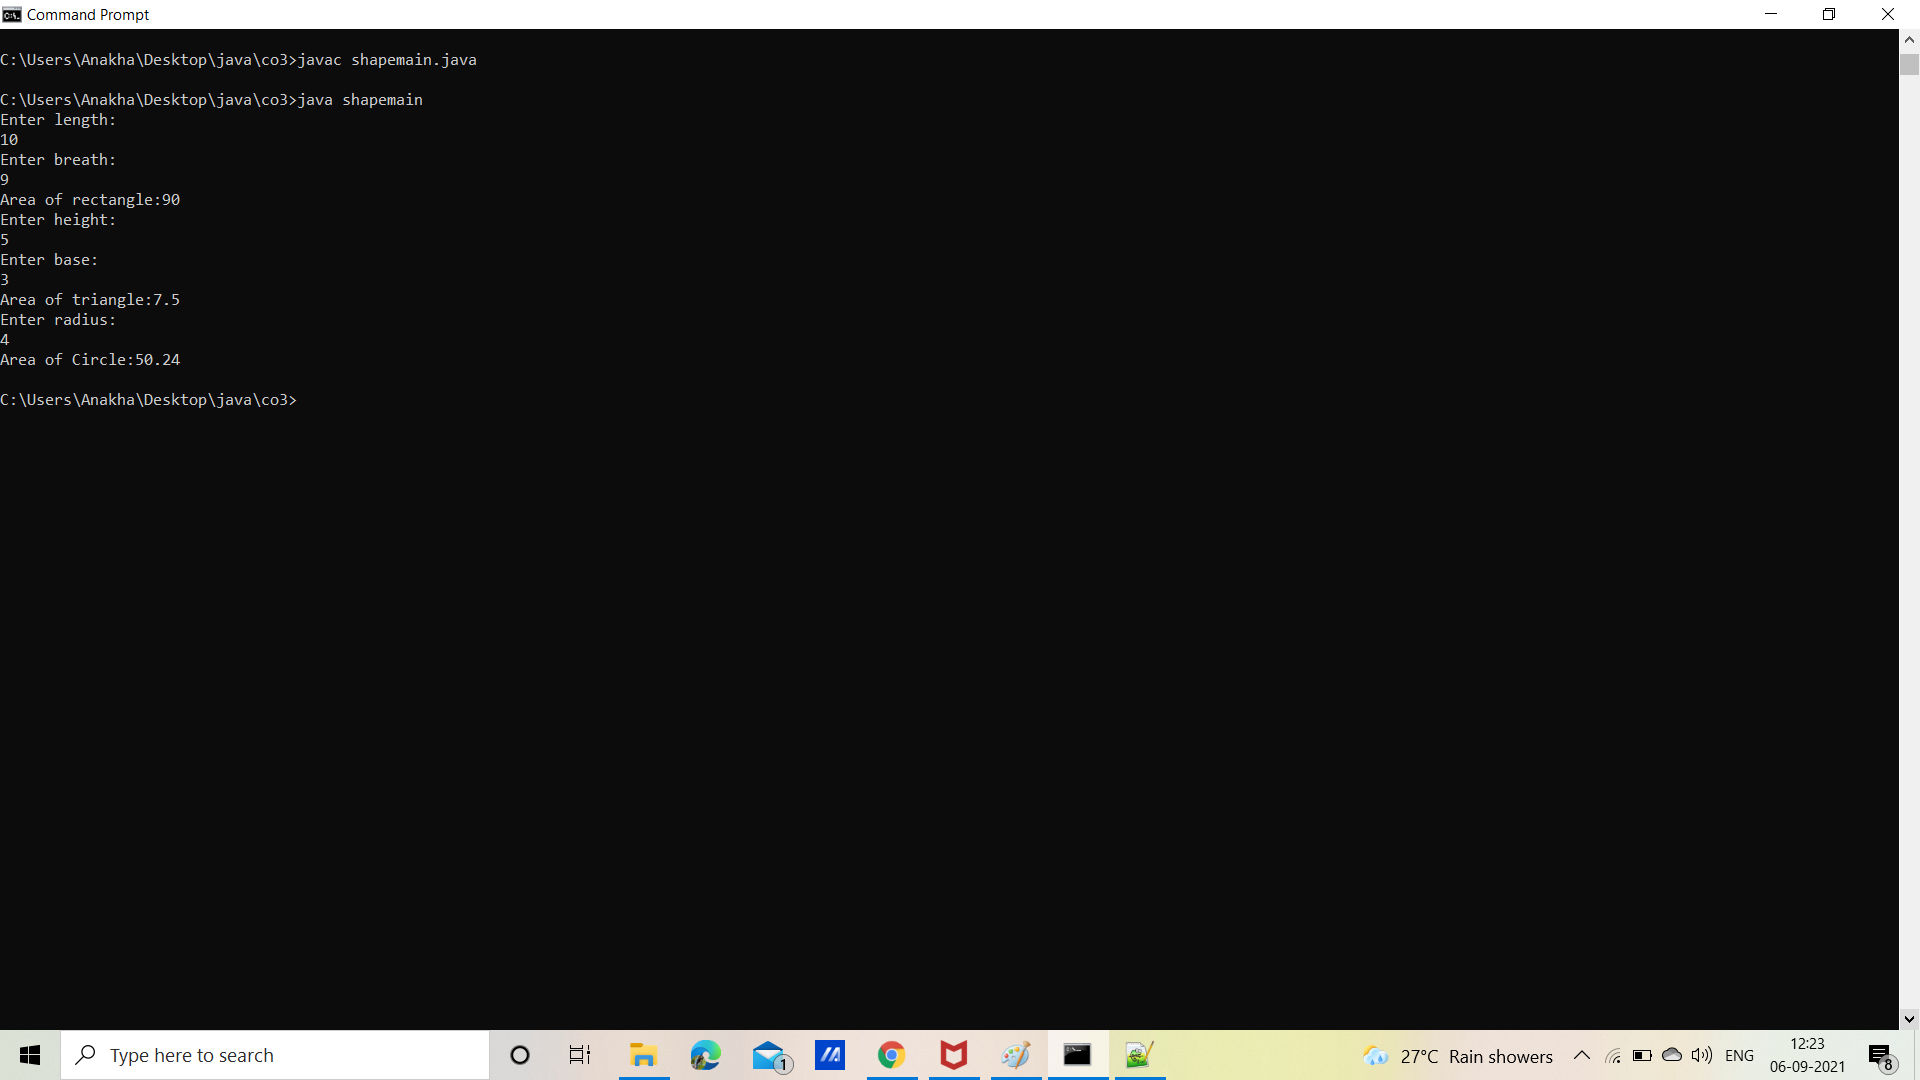 Command Prompt
C:\Users\Anakha\Desktop\java\co3>javac shapemain.java
C:\Users\Anakha\Desktop\java\co3>java shapemain
Enter length:
10
Enter breath:
9
Area of rectangle:90
Enter height:
5
Enter base:
3
Area of triangle:7.5
Enter radius:
4
Area of Circle:50.24
C:\Users\Anakha\Desktop\java\co3>
Type here to search
1
27°C Rain showers
ENG
12:23
06-09-2021
8